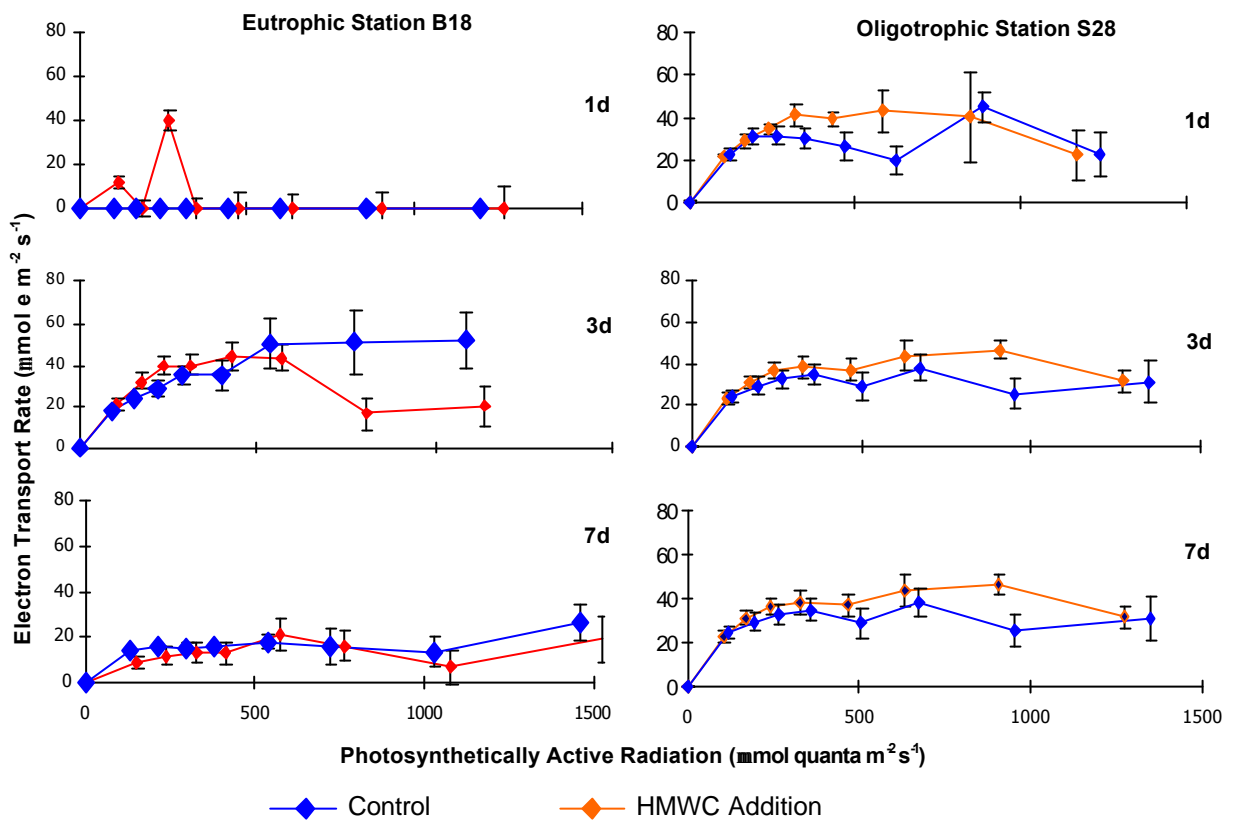 Eutrophic Station B18
Oligotrophic Station S28
80
60
40
20
0
1d
80
60
40
20
0
1d
80
60
40
20
0
3d
80
60
40
20
0
3d
80
60
40
20
0
7d
80
60
40
20
0
7d
0 500 1000 1500
0 500 1000 1500
Electron Transport Rate (mmol e m-2 s-1)
Photosynthetically Active Radiation (mmol quanta m-2 s-1)
Control
HMWC Addition